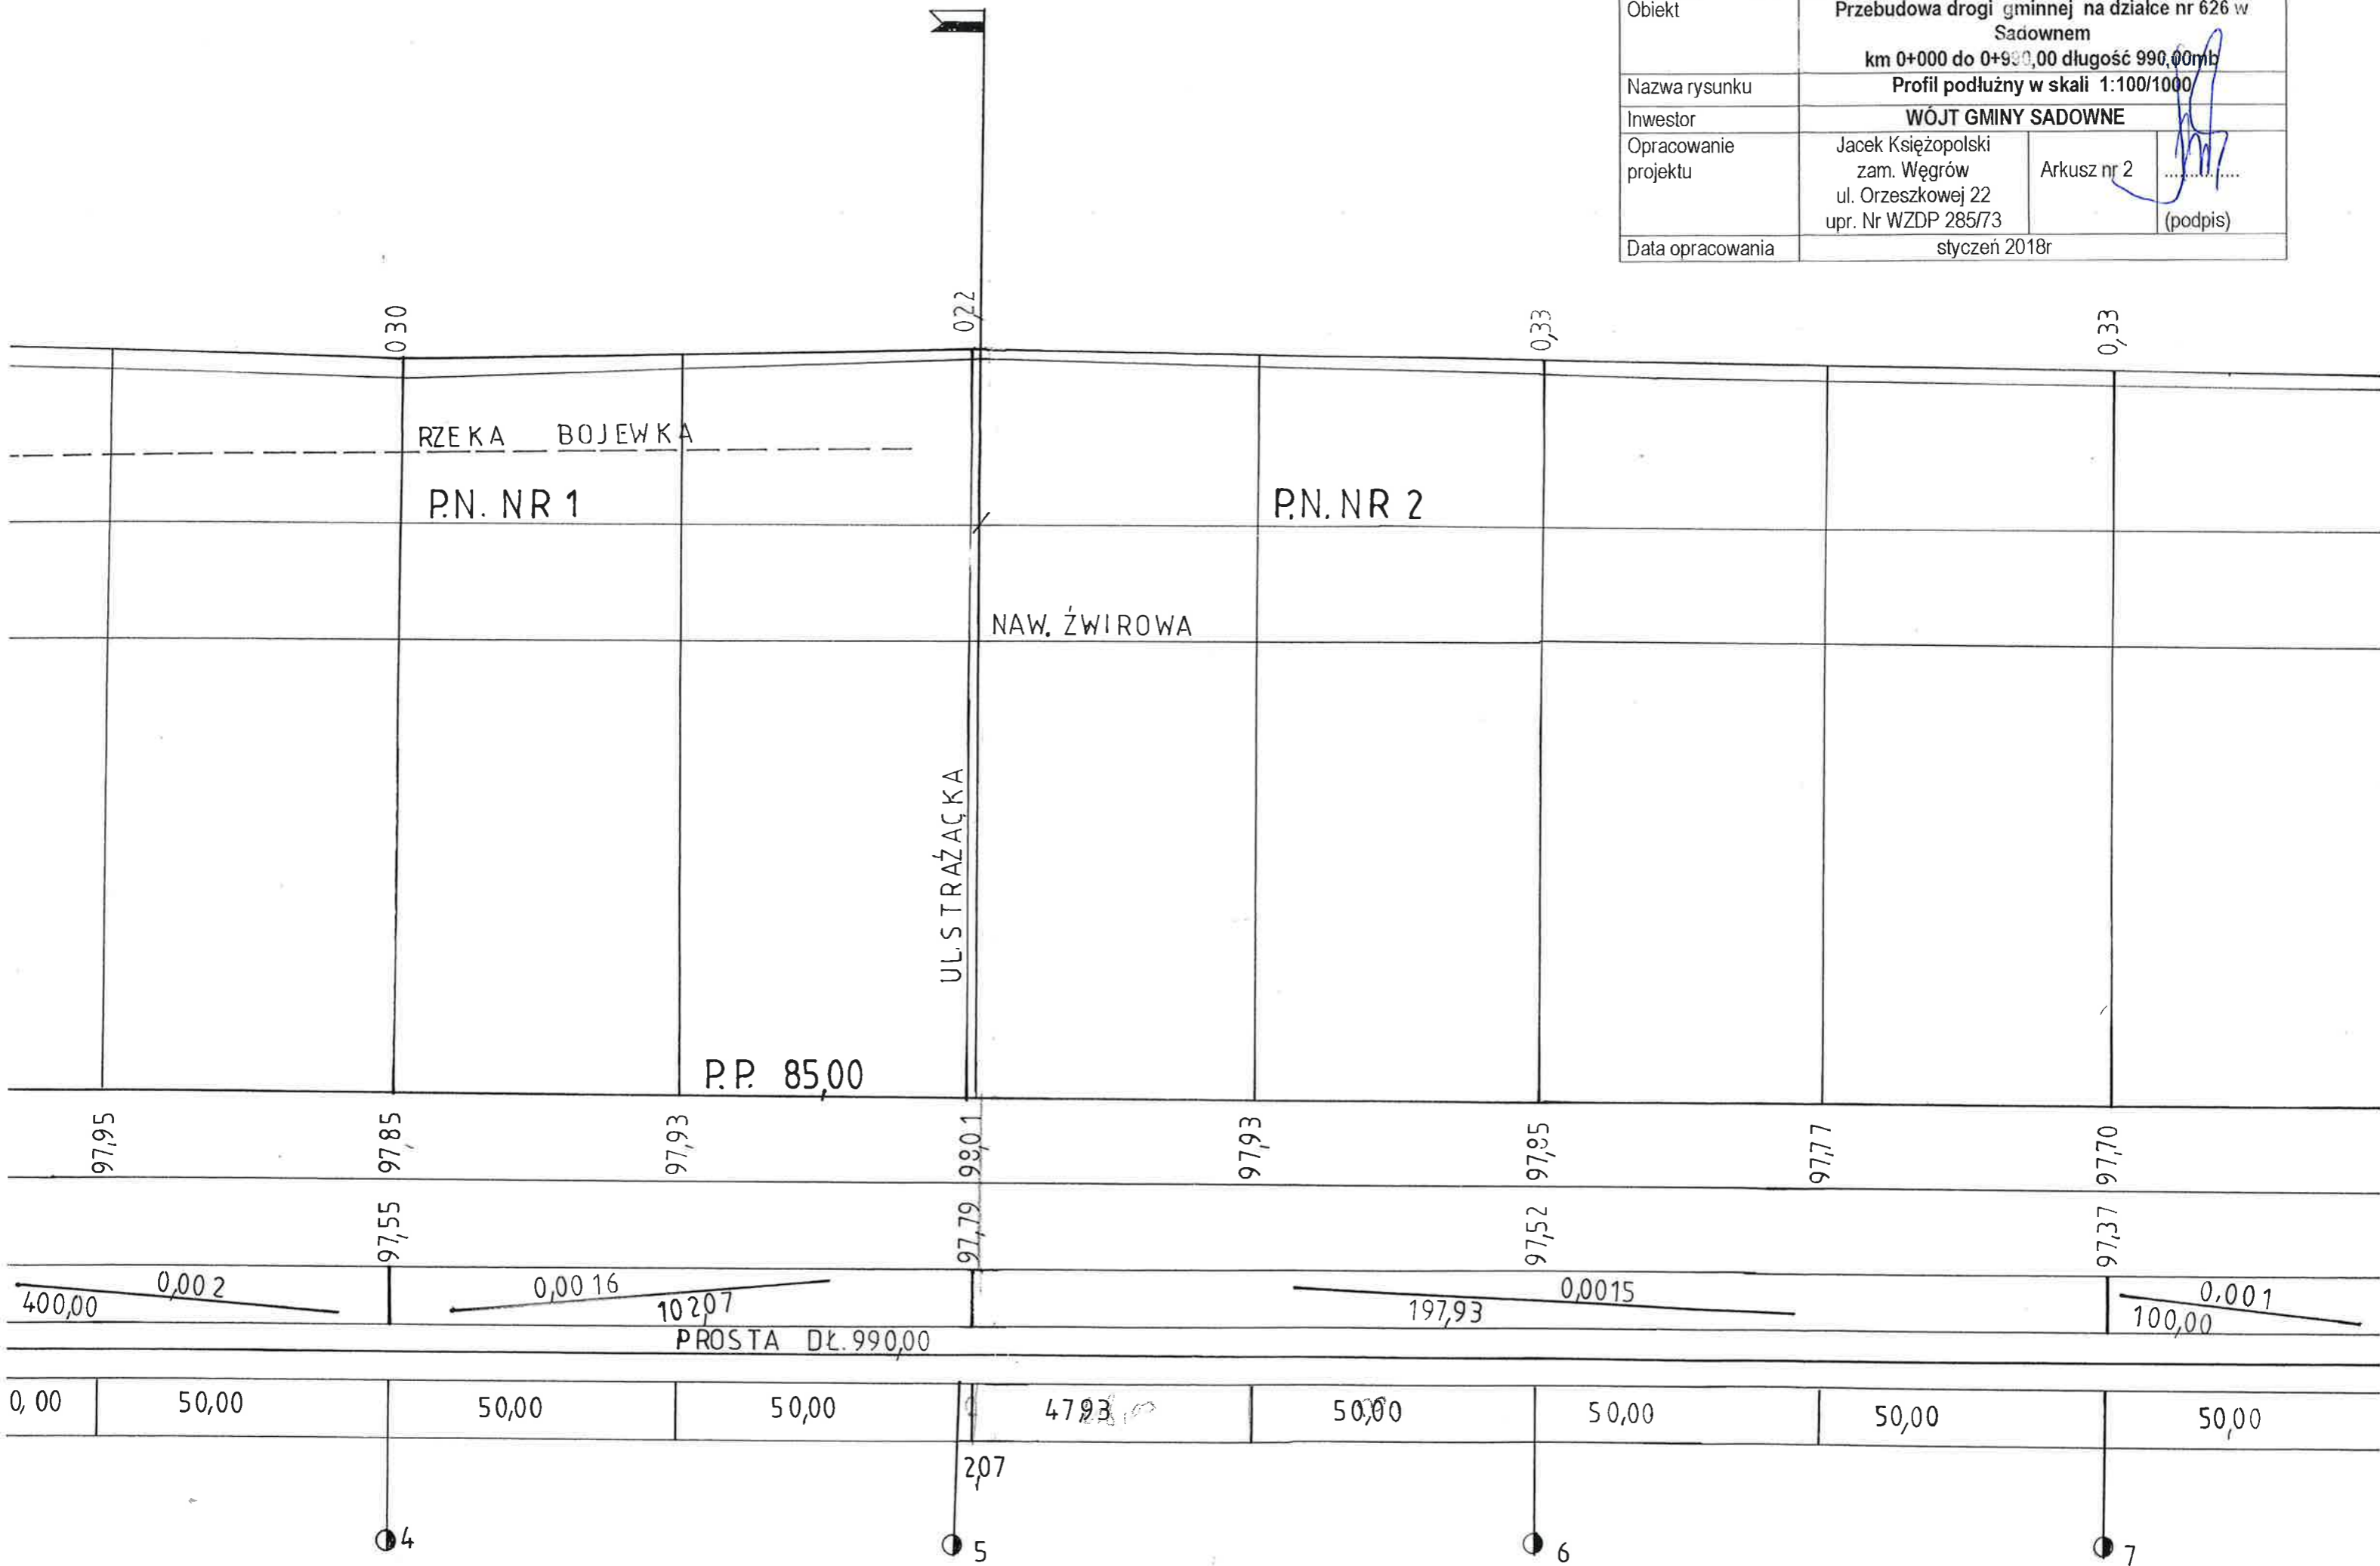 Obiekt
Przebudowa drogi gminnej na działce nr 626 w
Sadownem
km 0+000 do 0+990,00 długość 990,00mb
Nazwa rysunku
Profil podłużny w skali 1:100/1000
Inwestor
WÓJT GMINY SADOWNE
Opracowanie
projektu
Jacek Księżopolski
zam. Węgrów
ul. Orzeszkowej 22
upr. Nr WZDP 285/73
Arkusz nr 2
(podpis)
Data opracowania
styczeń 2018r
0 30
0,22
0,33
0,33
RZEKA BOJEWKA
P.N. NR 1
P.N. NR 2
NAW. ŻWIROWA
UL. STRAŻACKA
P.P. 85,00
97,95
97,85
97,93
98,01
97,93
97,85
97,77
97,70
97,55
97,79
97,52
97,37
0,002
400,00
0,0016
102,07
0,0015
197,93
0,001
100,00
PROSTA DŁ. 990,00
0,00
50,00
50,00
50,00
47,93
50,00
50,00
50,00
50,00
2,07
4
5
6
7